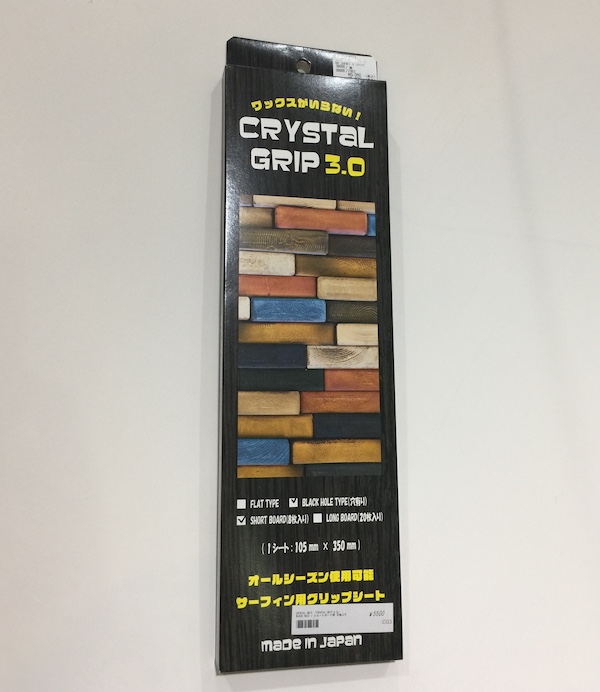 ワックスがいらない!
CRYSTAL
GRIP 3.0
FLAT TYPE BLACK HOLE TYPE(穴有り)
SHORT BOARD(8枚入り) LONG BOARD(20枚入り)
(1シート:105mm × 350mm)
オールシーズン使用可能
サーフィン用グリップシート
¥5500
MADE IN JAPAN